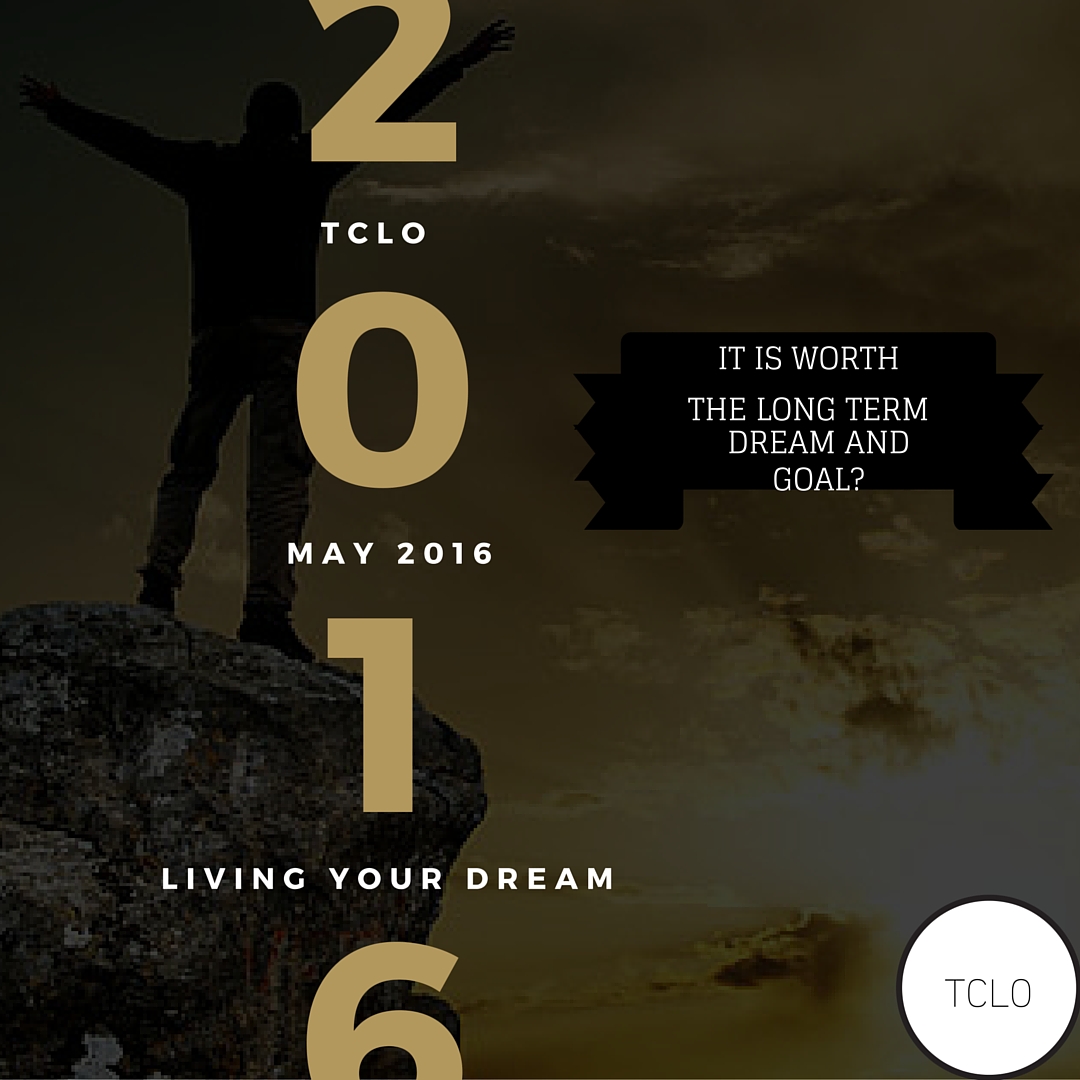 2
TCLO
0
MAY 2016
1
LIVING YOUR DREAM
6
IT IS WORTH
THE LONG TERM
DREAM AND
GOAL?
TCLO